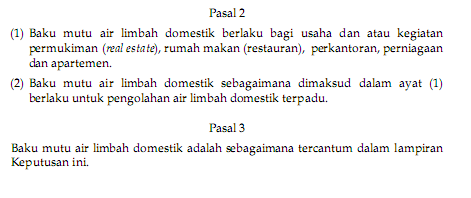 Pasal 2
(1) Baku mutu air limbah domestik berlaku bagi usaha dan atau kegiatan
permukiman (real estate), rumah makan (restauran), perkantoran, perniagaan
dan apartemen.
(2) Baku mutu air limbah domestik sebagaimana dimaksud dalam ayat (1)
berlaku untuk pengolahan air limbah domestik terpadu.
Pasal 3
Baku mutu air limbah domestik adalah sebagaimana tercantum dalam lampiran
Keputusan ini.